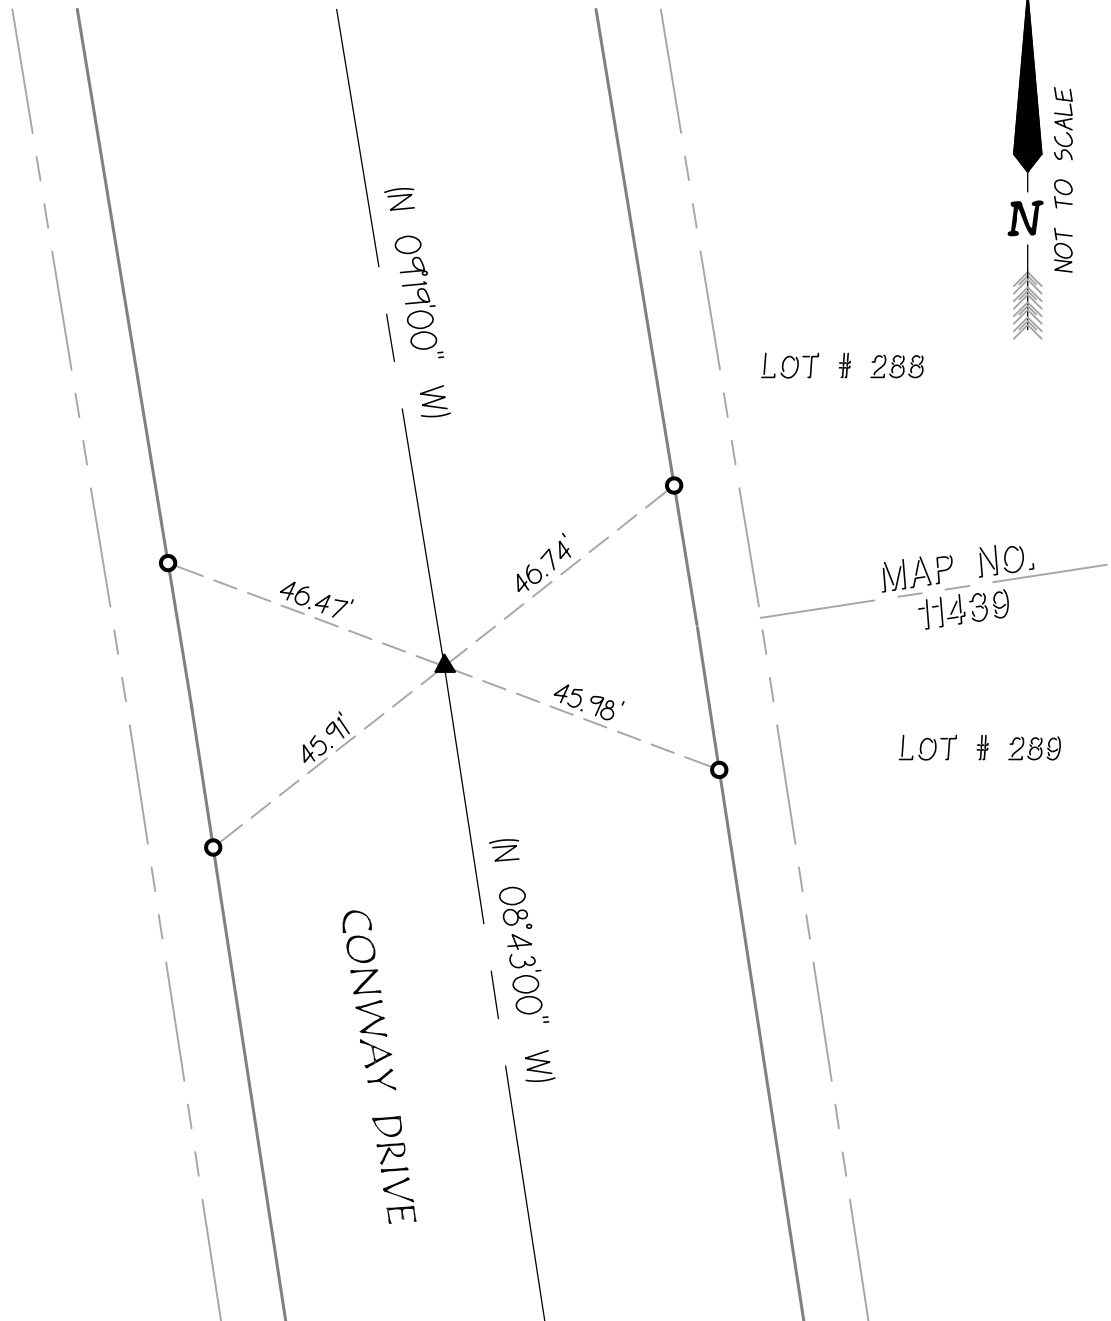 NOT TO SCALE
N
(N 09°19'00" W)
LOT # 288
46.74'
46.47'
MAP NO.
11439
45.98'
45.91'
LOT # 289
(N 08°43'00" W)
CONWAY DRIVE